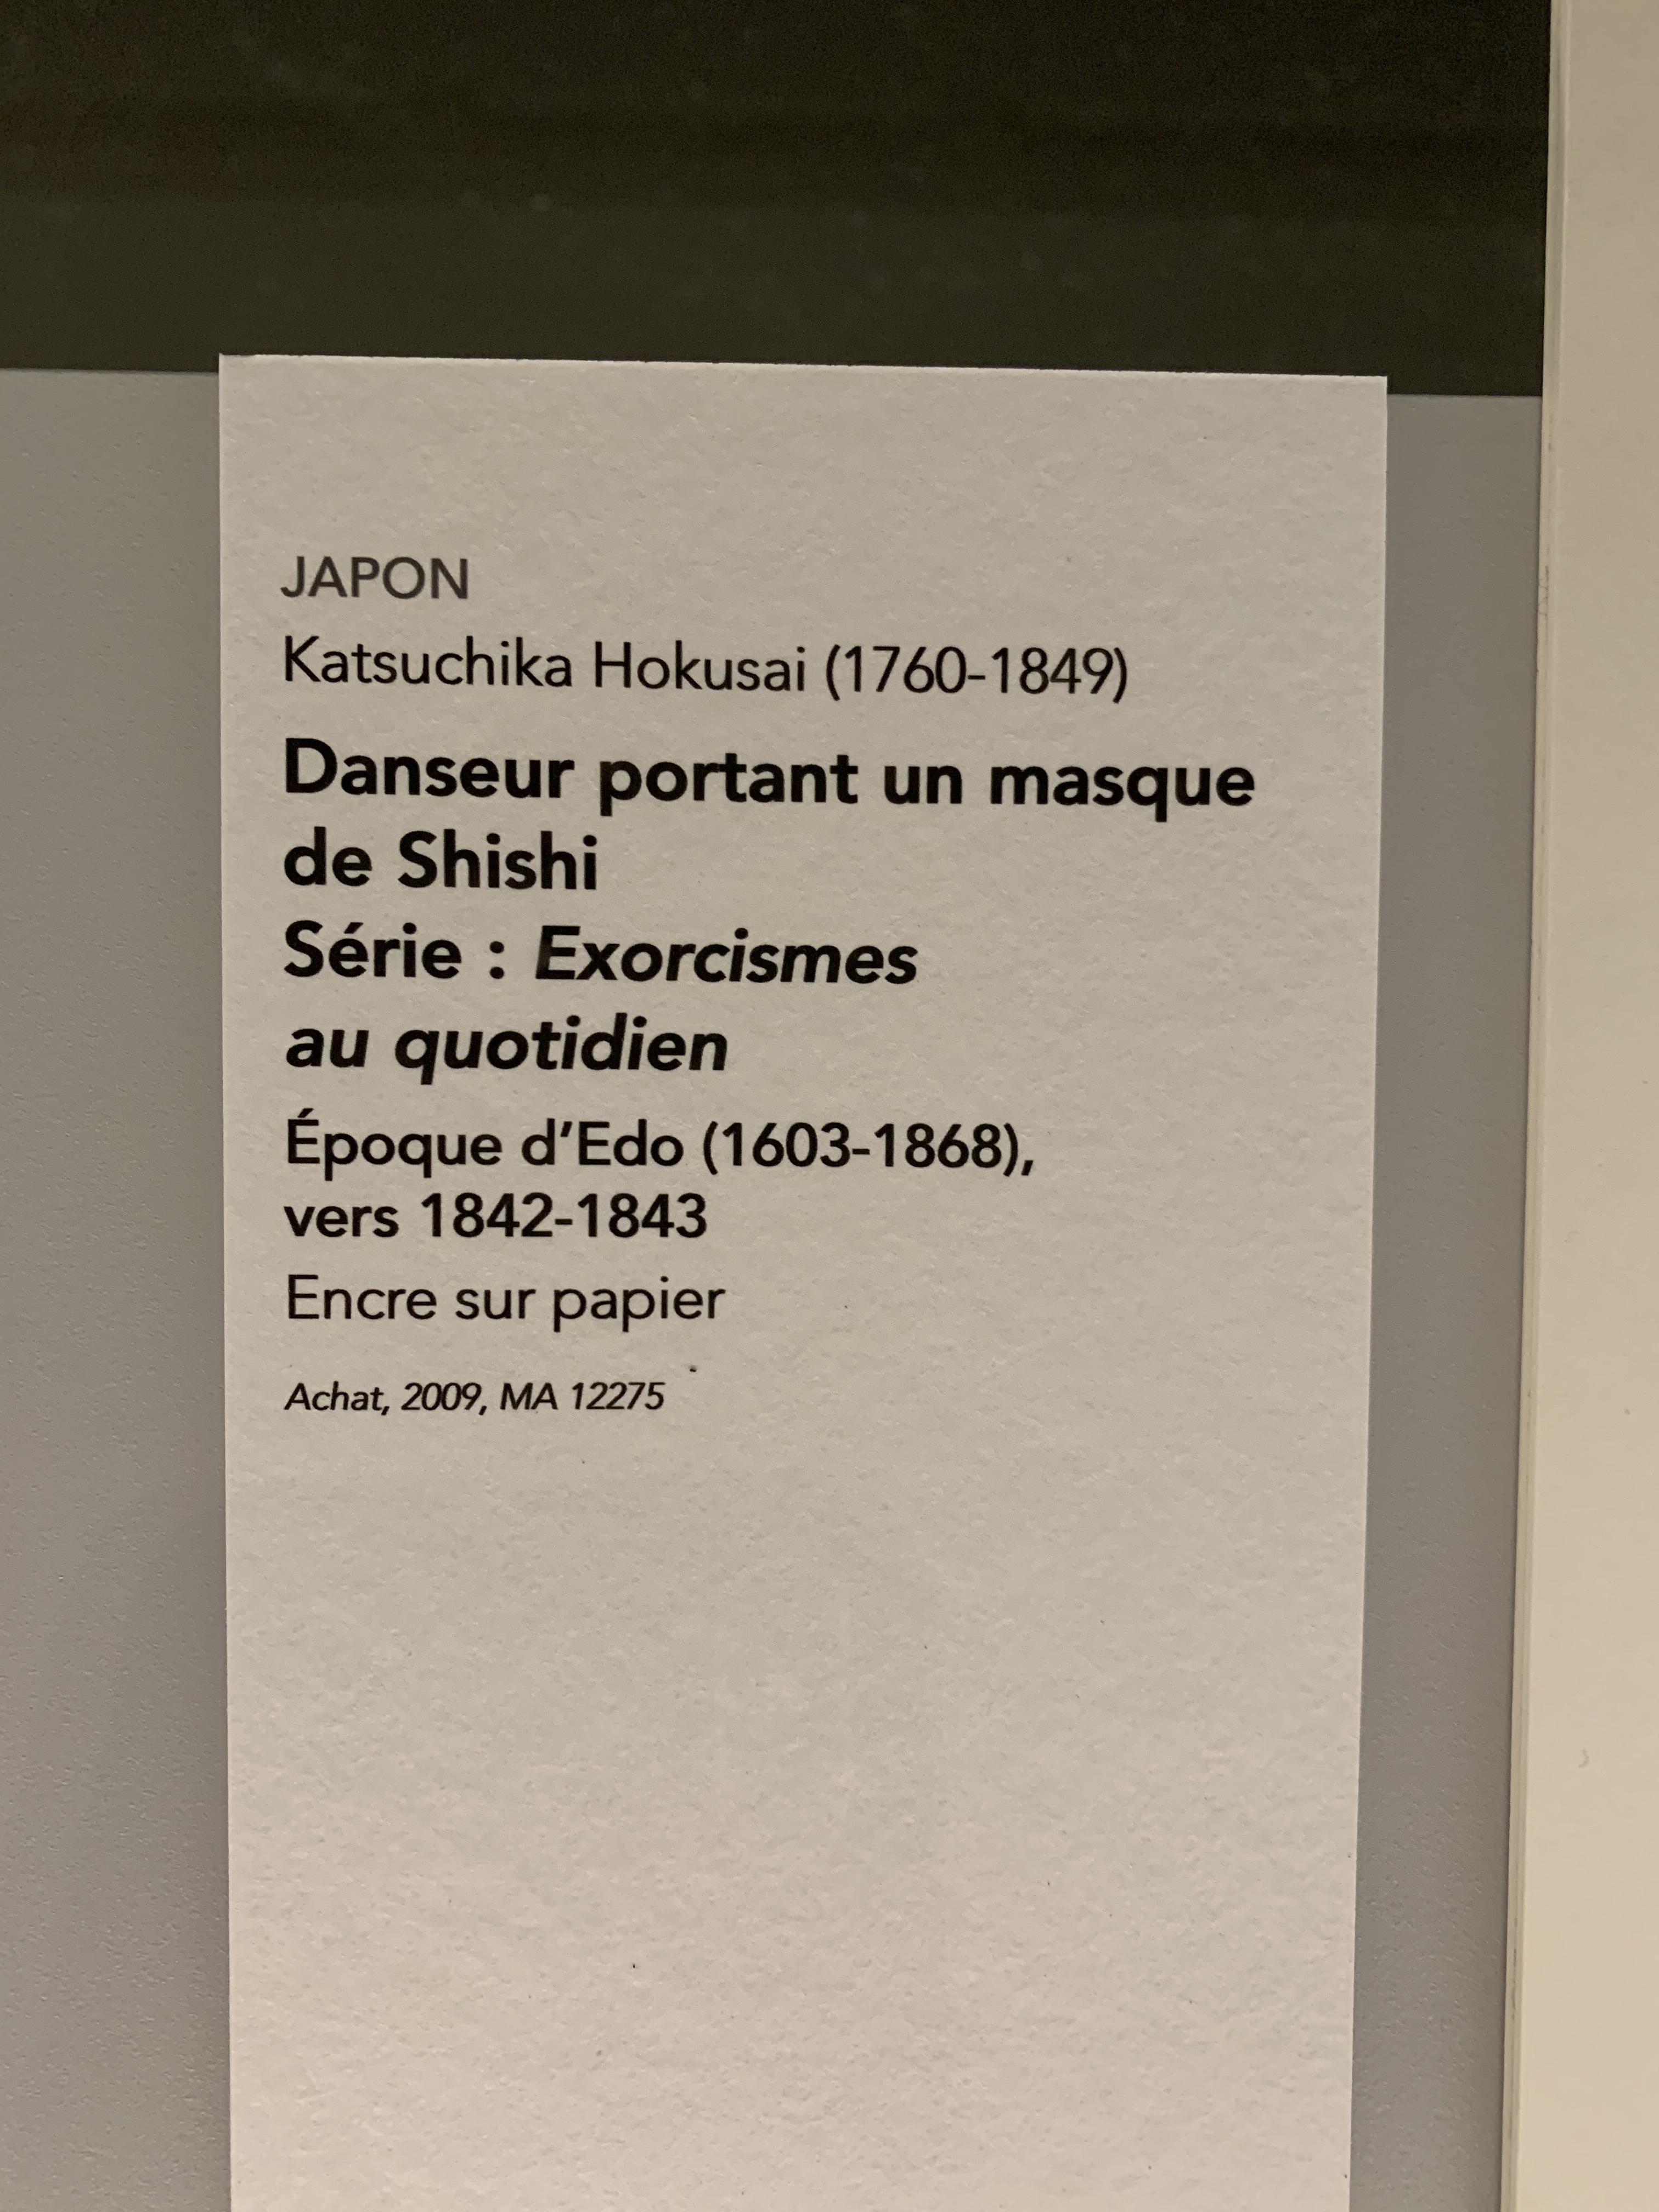 JAPON
Katsuchika Hokusai (1760-1849)
Danseur portant un masque
de Shishi
Série : Exorcismes
au quotidien
Époque d’Edo (1603-1868),
vers 1842-1843
Encre sur papier
Achat, 2009, MA 12275